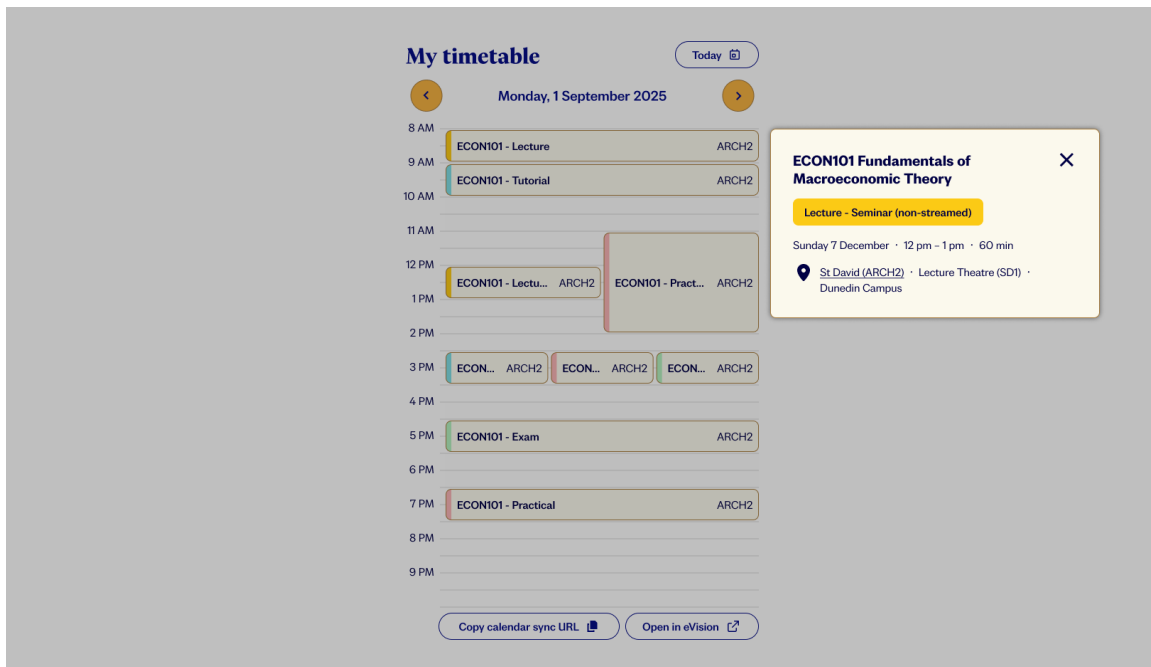 My timetable
Today
Monday, 1 September 2025
8 AM
ECON101 - Lecture ARCH2
9 AM
ECON101 - Tutorial ARCH2
10 AM
11 AM
12 PM
ECON101 - Lectu... ARCH2
ECON101 - Pract... ARCH2
1 PM
2 PM
3 PM
ECON... ARCH2
ECON... ARCH2
ECON... ARCH2
4 PM
5 PM
ECON101 - Exam ARCH2
6 PM
7 PM
ECON101 - Practical ARCH2
8 PM
9 PM
Copy calendar sync URL
Open in eVision
ECON101 Fundamentals of
Macroeconomic Theory
Lecture - Seminar (non-streamed)
Sunday 7 December · 12 pm – 1 pm · 60 min
St David (ARCH2) · Lecture Theatre (SD1) ·
Dunedin Campus